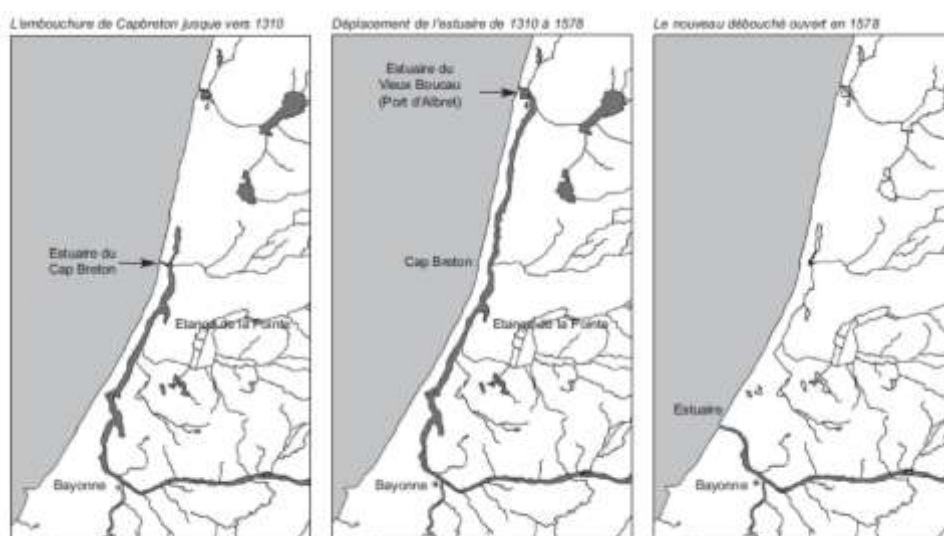 L'embouchure de Capbreton jusque vers 1310
Estuaire du
Cap Breton
Etang de la Pointe
Bayonne
Déplacement de l'estuaire de 1310 à 1578
Estuaire du
Vieux Boucau
(Port d'Albret)
Cap Breton
Etang de la Pointe
Bayonne
Le nouveau débouché ouvert en 1578
Estuaire
Bayonne